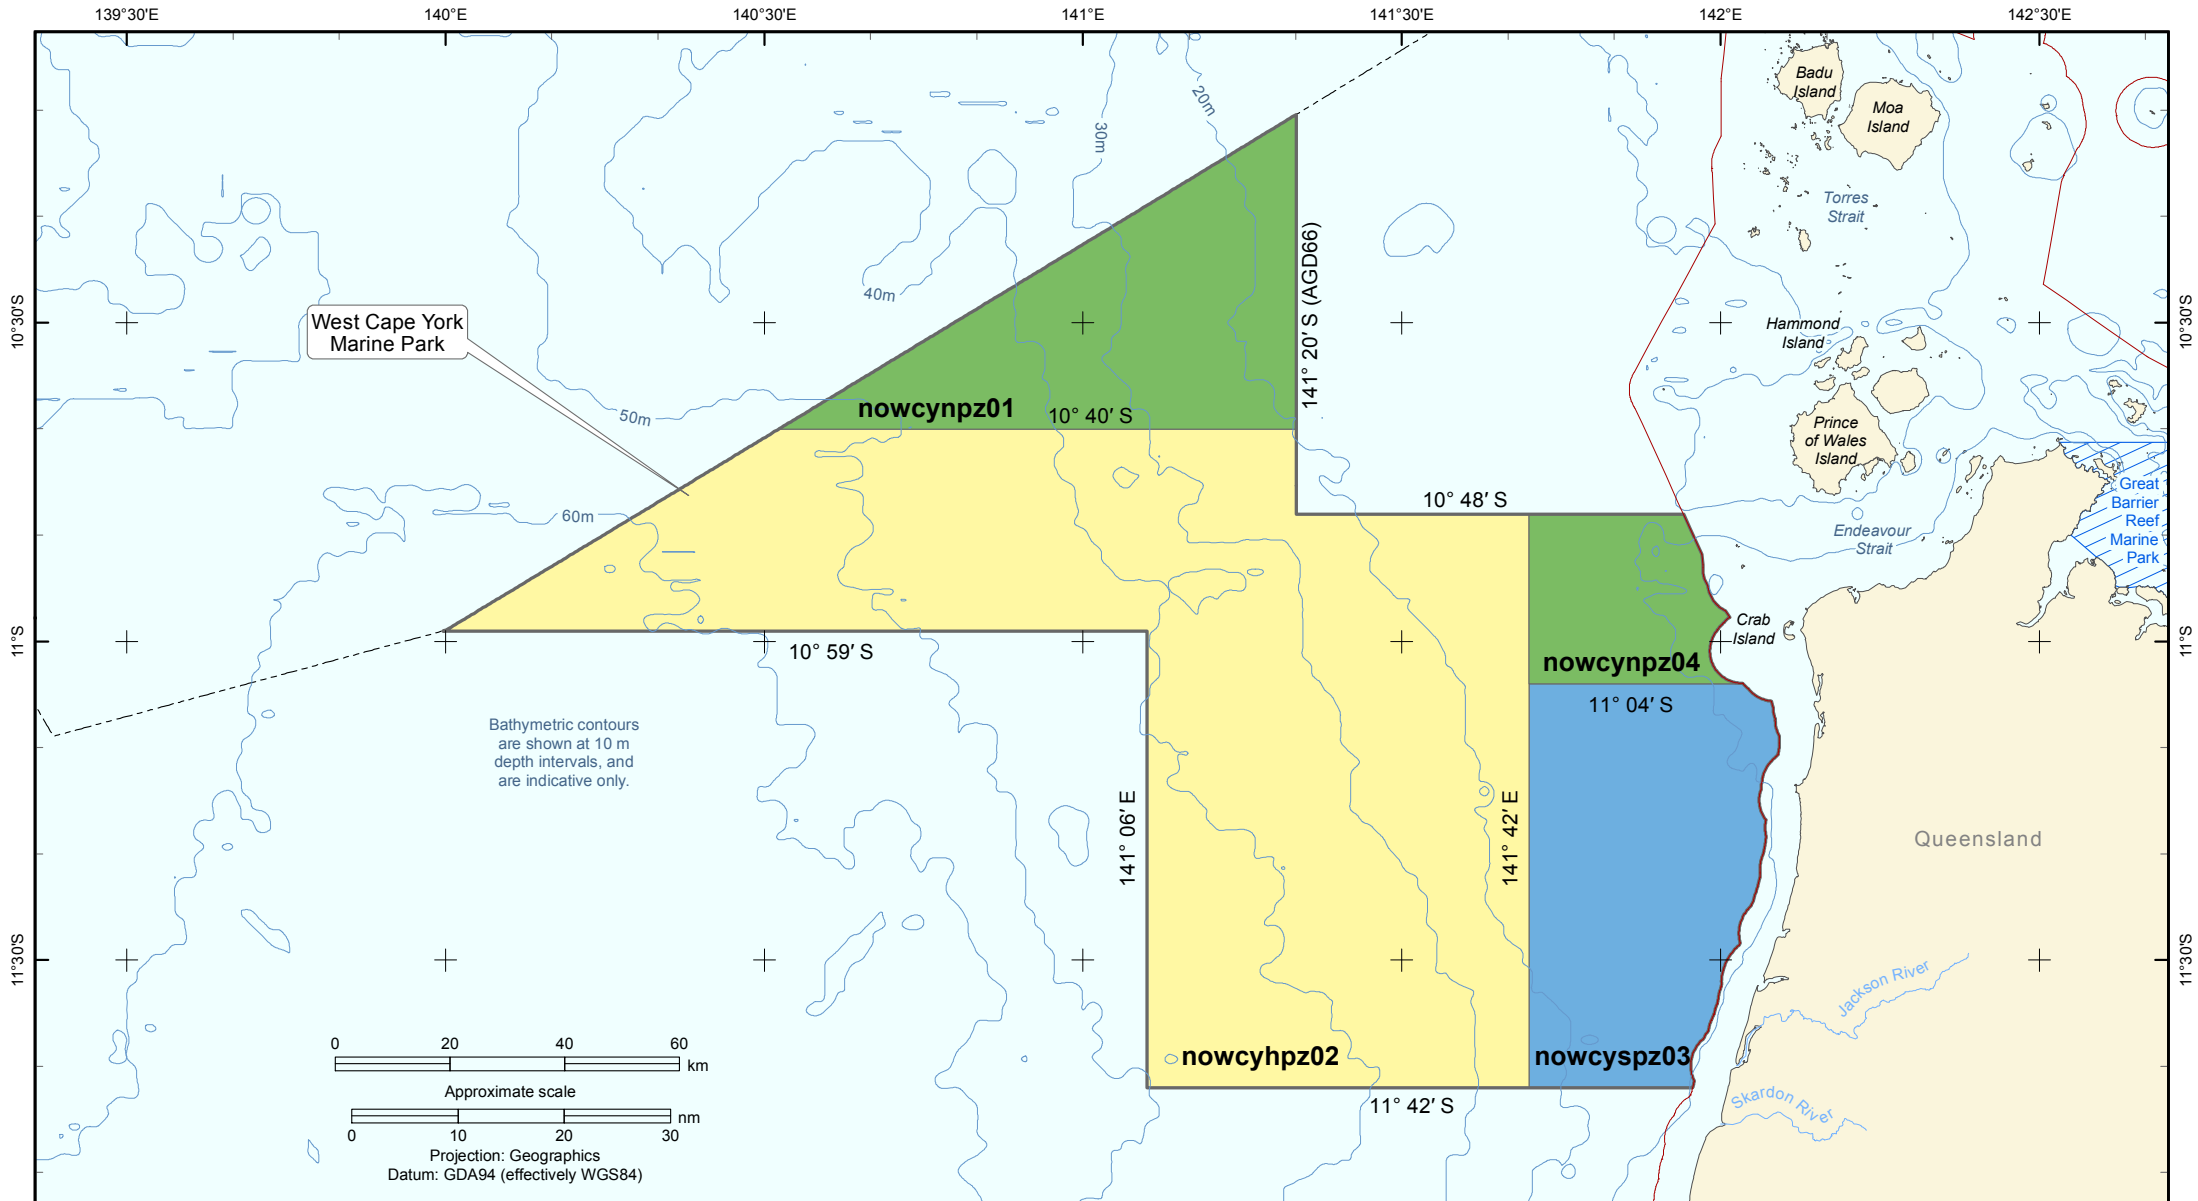 139°30'E
140°E
140°30'E
141°E
141°30'E
142°E
142°30'E
Badu
Island
Moa
Island
20m
30m
Torres
Strait
40m
141° 20′ S (AGD66)
10°30'S
10°30'S
West Cape York
Marine Park
Hammond
Island
50m
nowcynpz01
10° 40′ S
Prince
of Wales
Island
60m
10° 48′ S
Great
Barrier
Reef
Marine
Park
Endeavour
Strait
11°S
11°S
Crab
Island
10° 59′ S
nowcynpz04
11° 04′ S
Bathymetric contours
are shown at 10 m
depth intervals, and
are indicative only.
141° 06′ E
141° 42′ E
Queensland
11°30'S
11°30'S
Jackson River
0 20 40 60
km
Approximate scale
nm
0 10 20 30
Projection: Geographics
Datum: GDA94 (effectively WGS84)
nowcyhpz02
nowcyspz03
11° 42′ S
Skardon River